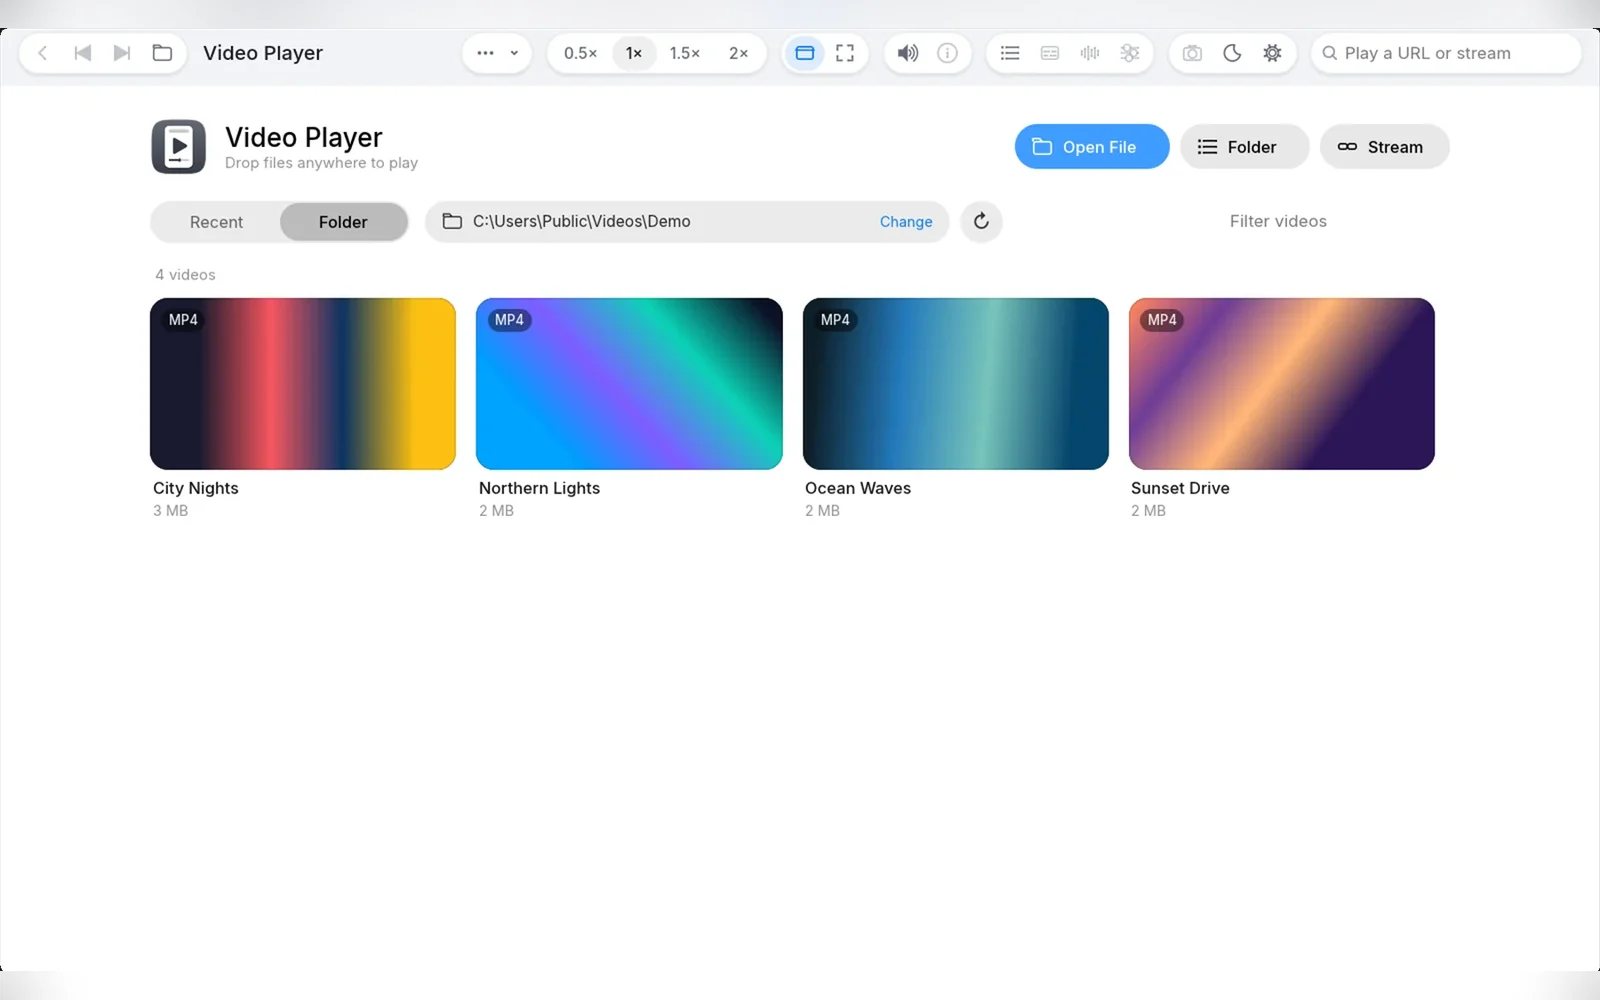 Video Player
0.5×
1×
1.5×
2×
Play a URL or stream
Video Player
Drop files anywhere to play
Open File
Folder
Stream
Recent
Folder
C:\Users\Public\Videos\Demo
Change
Filter videos
4 videos
MP4
MP4
MP4
MP4
City Nights
3 MB
Northern Lights
2 MB
Ocean Waves
2 MB
Sunset Drive
2 MB